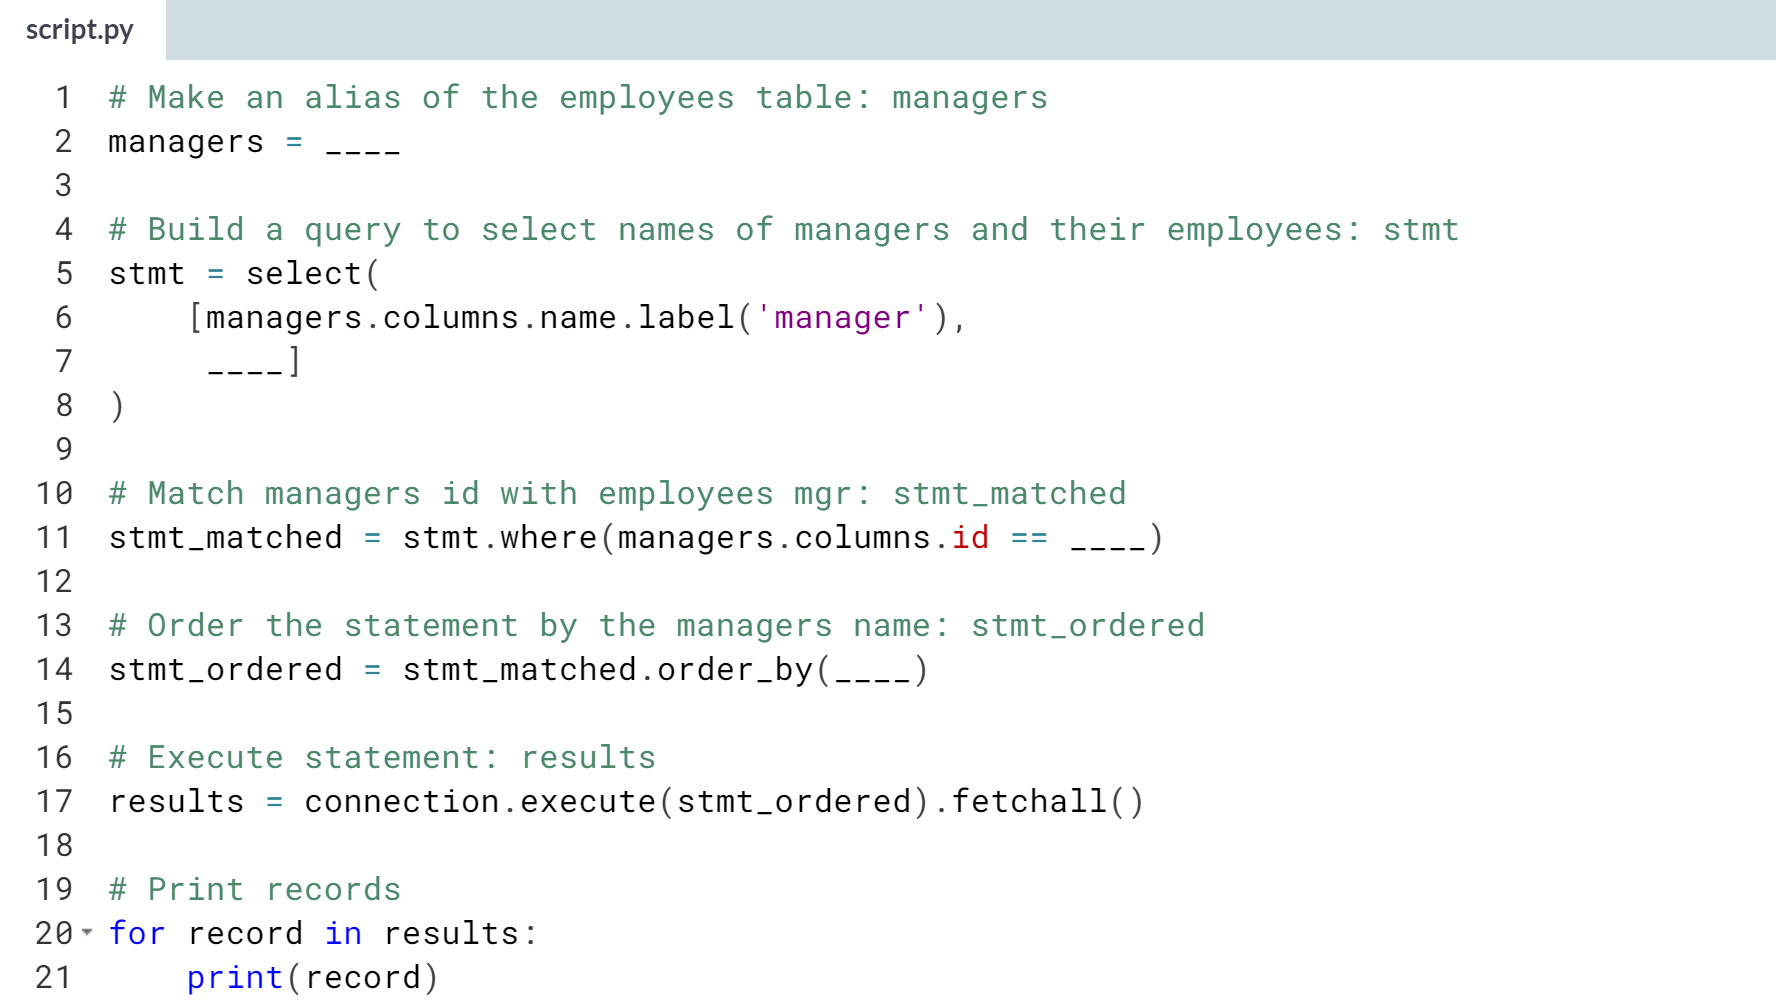 script.py
1 # Make an alias of the employees table: managers
2 managers = ____
3
4 # Build a query to select names of managers and their employees: stmt
5 stmt = select(
6     [managers.columns.name.label('manager'),
7      ____]
8 )
9
10 # Match managers id with employees mgr: stmt_matched
11 stmt_matched = stmt.where(managers.columns.id == ____)
12
13 # Order the statement by the managers name: stmt_ordered
14 stmt_ordered = stmt_matched.order_by(____)
15
16 # Execute statement: results
17 results = connection.execute(stmt_ordered).fetchall()
18
19 # Print records
20 for record in results:
21     print(record)